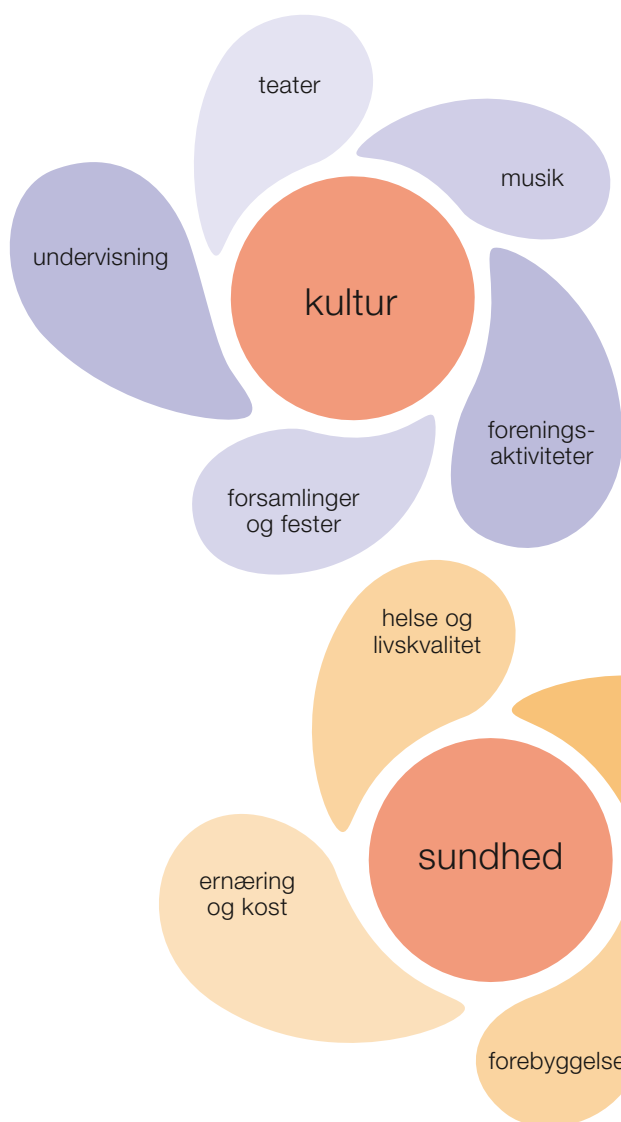 teater
musik
undervisning
kultur
forenings-
aktiviteter
forsamlinger
og fester
helse og
livskvalitet
sundhed
ernæring
og kost
forebyggelse